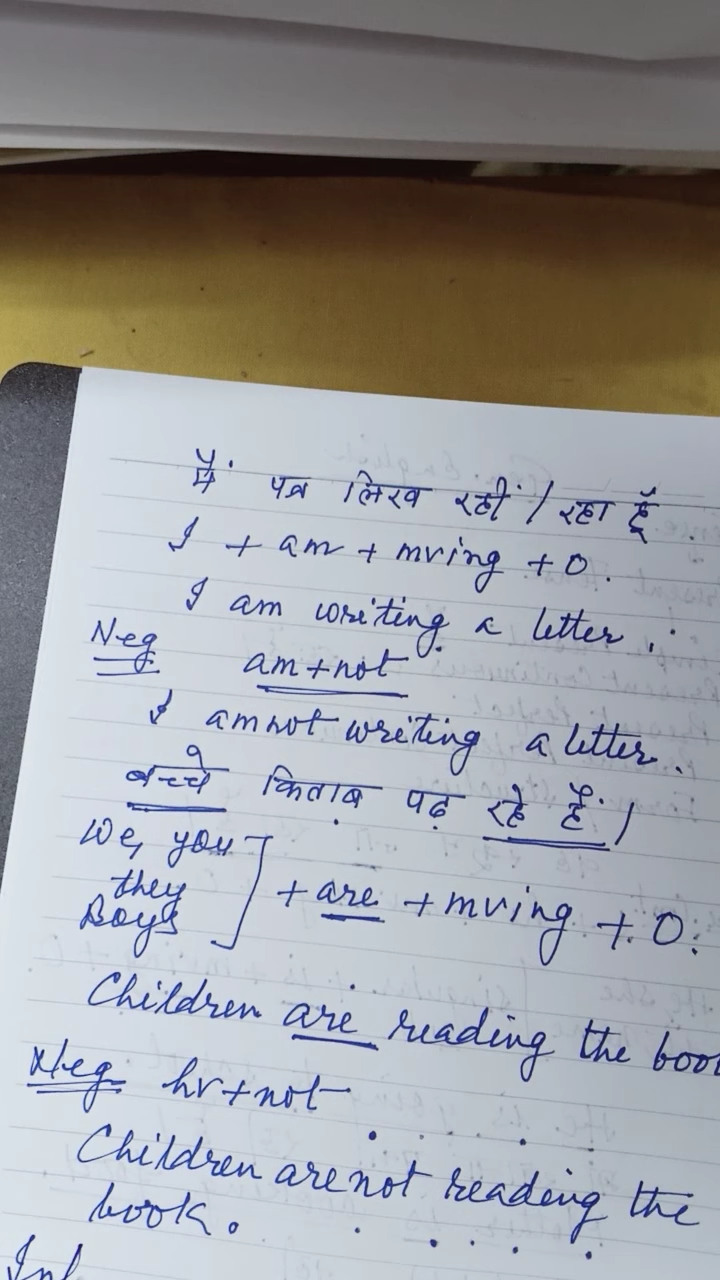 मैं पत्र लिख रही / रहा हूँ.
I + am + mving + O.
I am writing a letter.
Neg am+not
I am not writing a letter.
बच्चे किताब पढ़ रहे हैं।
We, you
they
Boys
+ are + mving + O.
Children are reading the
Neg hv+not
Children are not reading the
book.